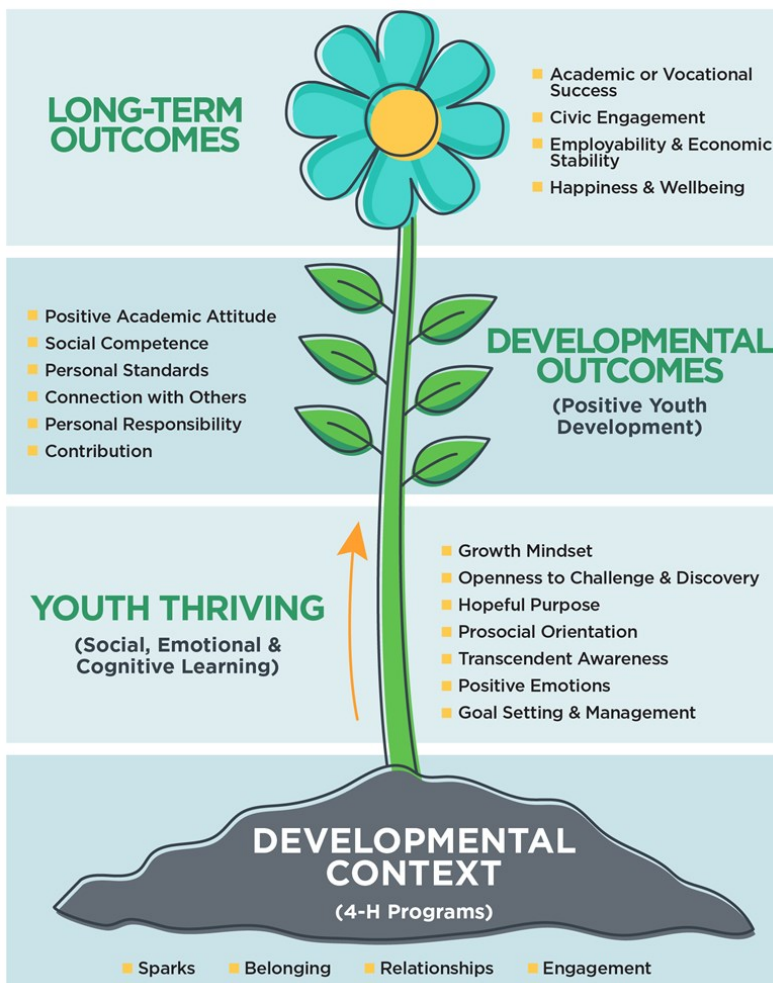 LONG-TERM
OUTCOMES
Academic or Vocational
Success
Civic Engagement
Employability & Economic
Stability
Happiness & Wellbeing
Positive Academic Attitude
Social Competence
Personal Standards
Connection with Others
Personal Responsibility
Contribution
DEVELOPMENTAL
OUTCOMES
(Positive Youth
Development)
YOUTH THRIVING
(Social, Emotional &
Cognitive Learning)
Growth Mindset
Openness to Challenge & Discovery
Hopeful Purpose
Prosocial Orientation
Transcendent Awareness
Positive Emotions
Goal Setting & Management
DEVELOPMENTAL
CONTEXT
(4-H Programs)
Sparks Belonging Relationships Engagement